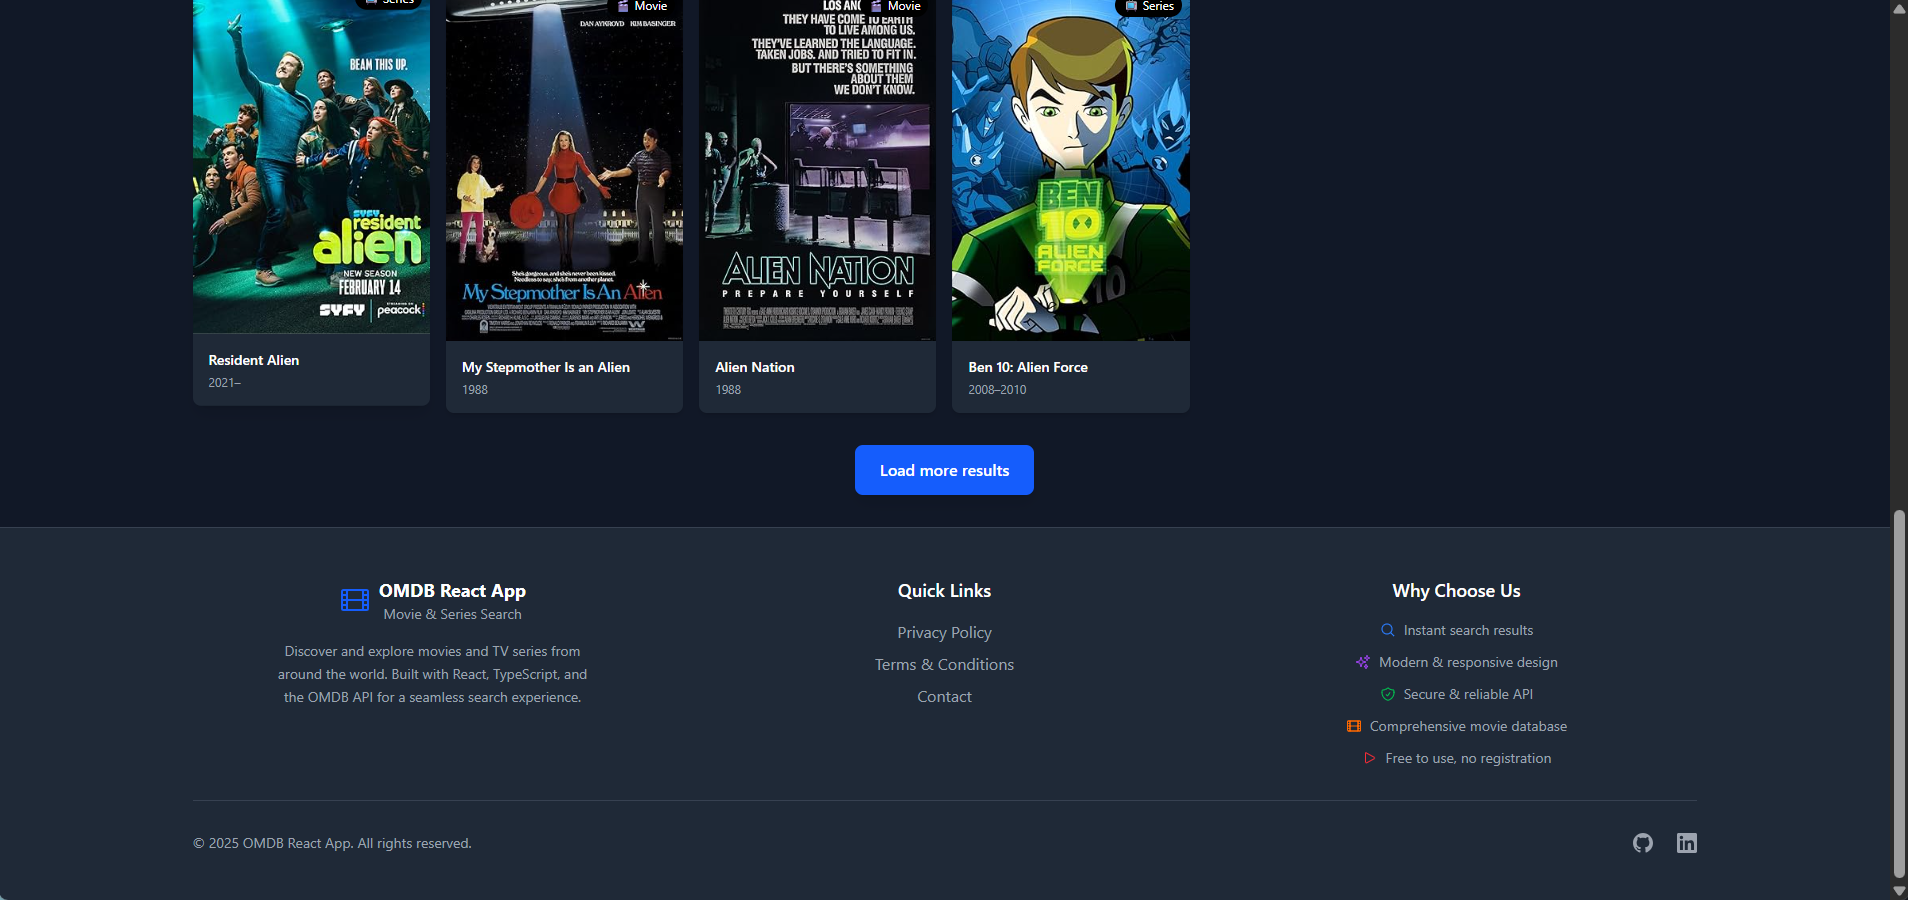 Series
Movie
Movie
Series
BEAM THIS UP.
SYFY
resident
alien
NEW SEASON
FEBRUARY 14
SYFY
peacock
DAN AYKROYD KIM BASINGER
She's gorgeous, and she's never been kissed.
Needless to say, she's from another planet.
My Stepmother Is An Alien
THEY HAVE COME TO EARTH
TO LIVE AMONG US.
THEY'VE LEARNED THE LANGUAGE.
TAKEN JOBS. AND TRIED TO FIT IN.
BUT THERE'S SOMETHING
ABOUT THEM
WE DON'T KNOW.
ALIEN NATION
PREPARE YOURSELF
BEN
10
ALIEN
FORCE
10
Resident Alien
2021–
My Stepmother Is an Alien
1988
Alien Nation
1988
Ben 10: Alien Force
2008–2010
Load more results
OMDB React App
Movie & Series Search
Discover and explore movies and TV series from
around the world. Built with React, TypeScript, and
the OMDB API for a seamless search experience.
Quick Links
Privacy Policy
Terms & Conditions
Contact
Why Choose Us
Instant search results
Modern & responsive design
Secure & reliable API
Comprehensive movie database
Free to use, no registration
© 2025 OMDB React App. All rights reserved.
in